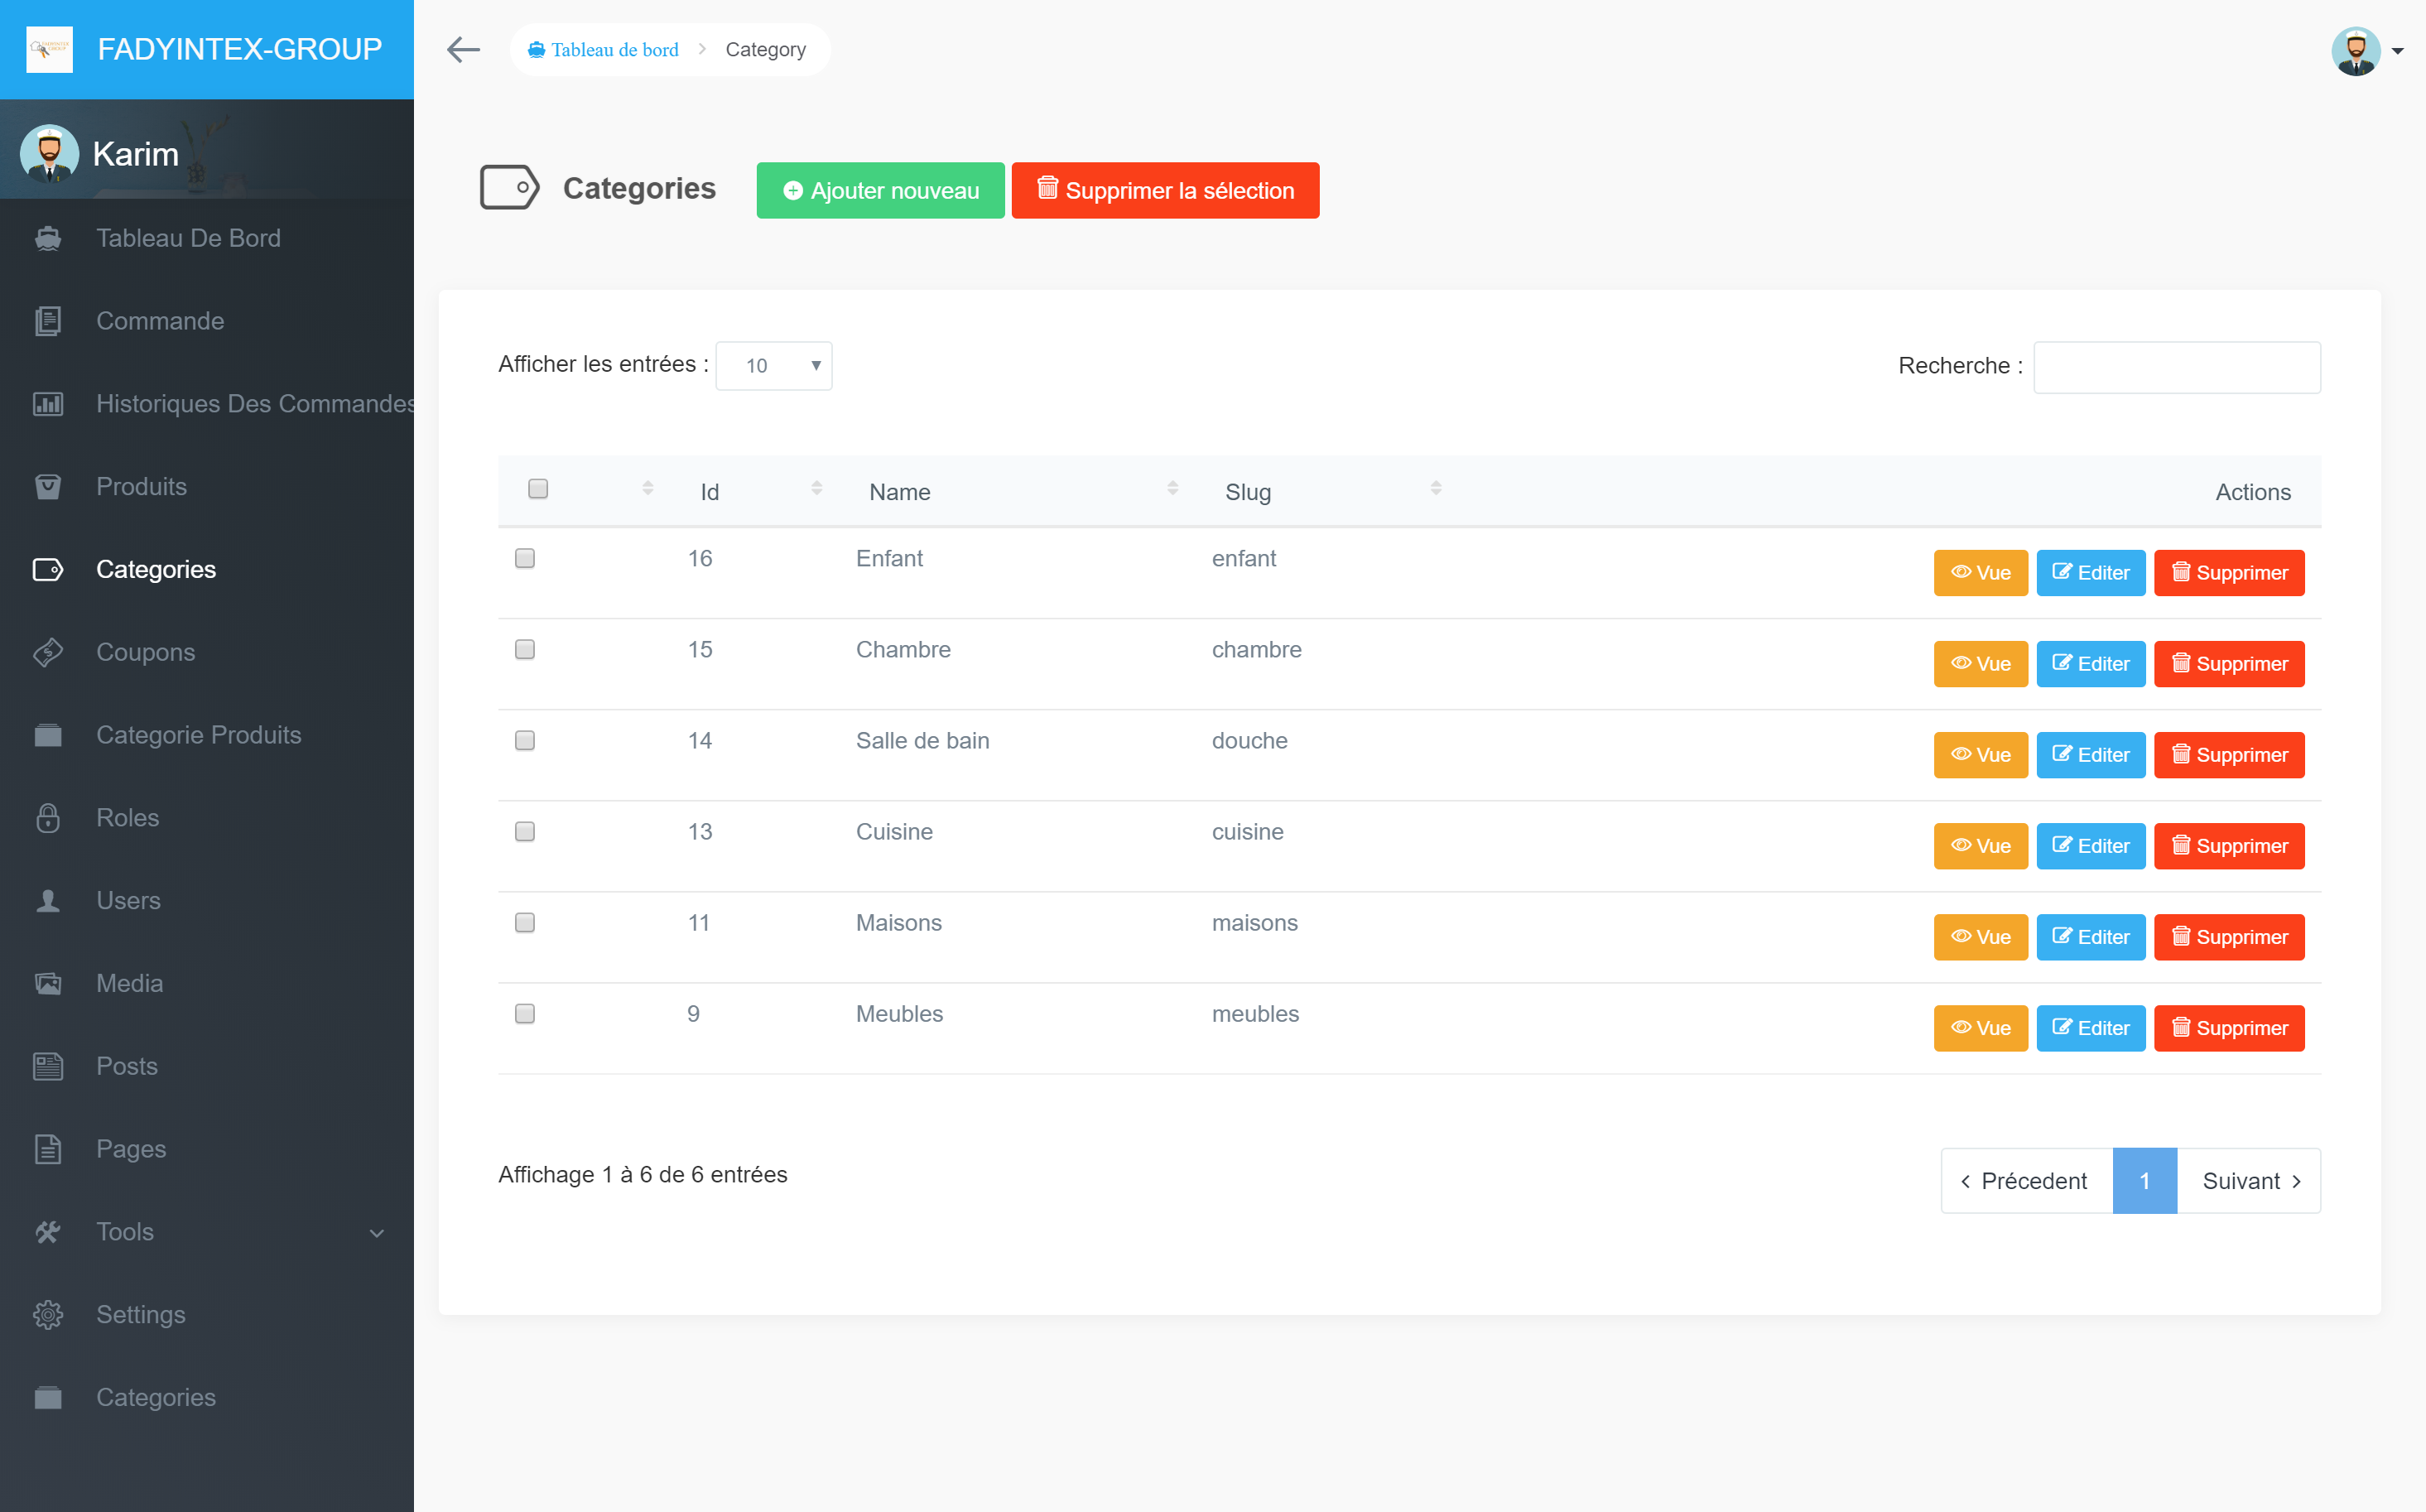 FADYINTEX-GROUP
Tableau de bord
Category
Karim
Categories
Ajouter nouveau
Supprimer la sélection
Tableau De Bord
Commande
Historiques Des Commandes
Produits
Categories
Coupons
Categorie Produits
Roles
Users
Media
Posts
Pages
Tools
Settings
Categories
Afficher les entrées : 10
Recherche :
Id Name Slug Actions
16 Enfant enfant Vue Editer Supprimer
15 Chambre chambre Vue Editer Supprimer
14 Salle de bain douche Vue Editer Supprimer
13 Cuisine cuisine Vue Editer Supprimer
11 Maisons maisons Vue Editer Supprimer
9 Meubles meubles Vue Editer Supprimer
Affichage 1 à 6 de 6 entrées
Précedent 1 Suivant